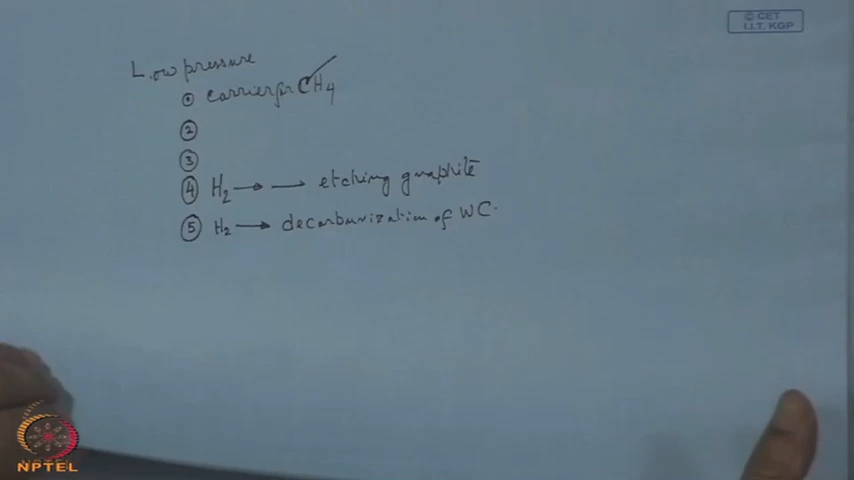 © CET
I.I.T. KGP
Low pressure
① carrier for CH4
②
③
④ H2 → → etching graphite
⑤ H2 → decarburization of WC.
NPTEL